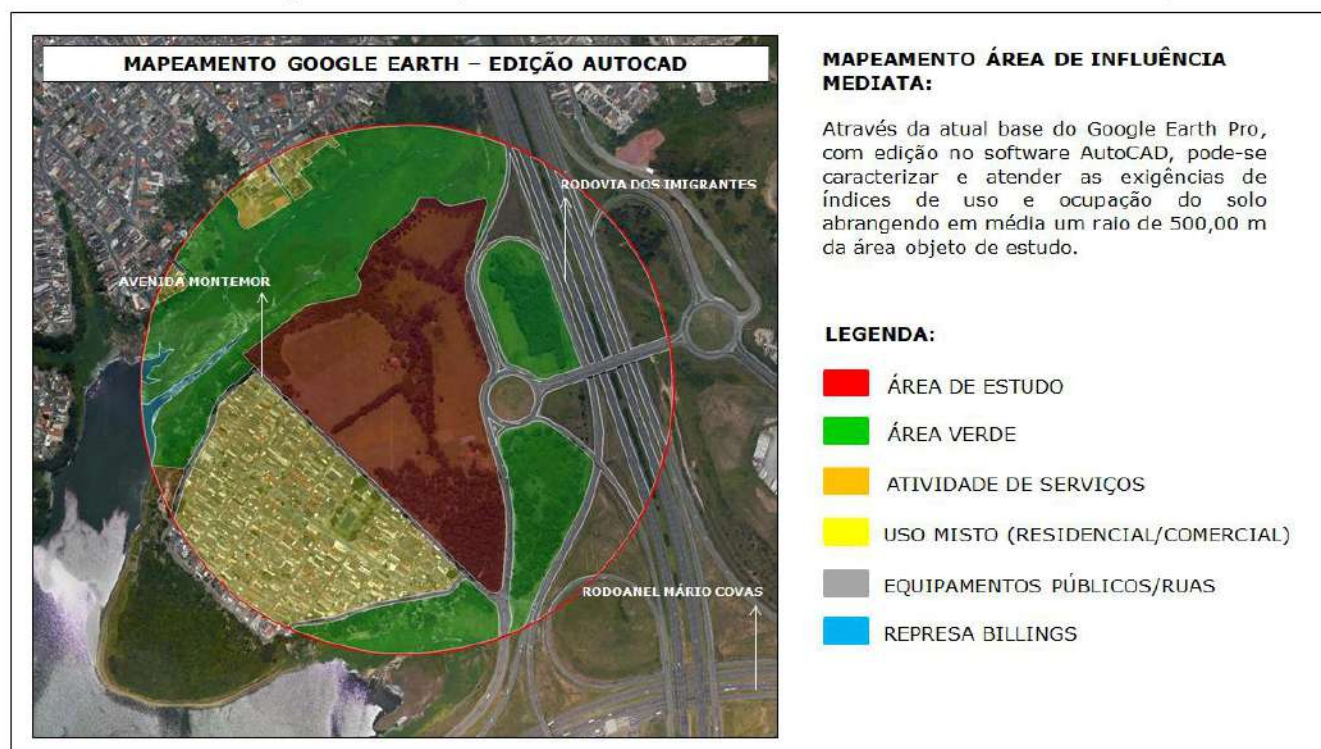 MAPEAMENTO GOOGLE EARTH – EDIÇÃO AUTOCAD
RODOVIA DOS IMIGRANTES
AVENIDA MONTEMOR
RODOANEL MÁRIO COVAS
MAPEAMENTO ÁREA DE INFLUÊNCIA
MEDIATA:
Através da atual base do Google Earth Pro,
com edição no software AutoCAD, pode-se
caracterizar e atender as exigências de
índices de uso e ocupação do solo
abrangendo em média um raio de 500,00 m
da área objeto de estudo.
LEGENDA:
ÁREA DE ESTUDO
ÁREA VERDE
ATIVIDADE DE SERVIÇOS
USO MISTO (RESIDENCIAL/COMERCIAL)
EQUIPAMENTOS PÚBLICOS/RUAS
REPRESA BILLINGS